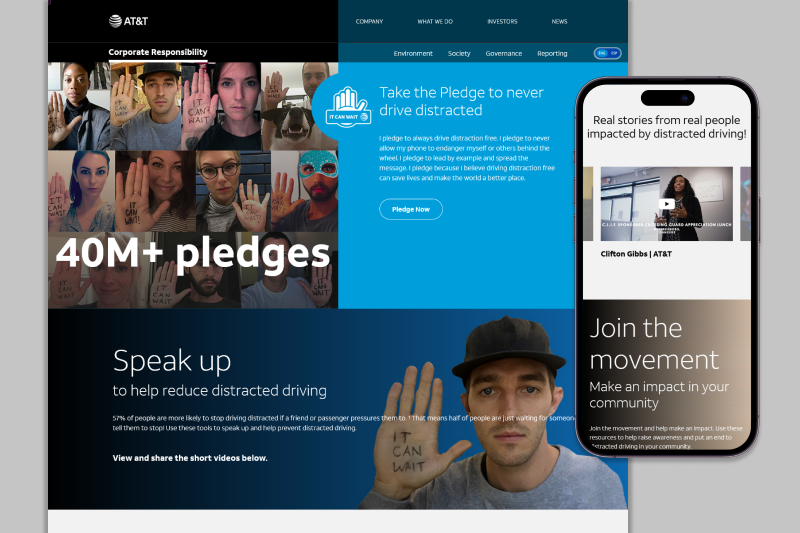 AT&T
COMPANY
WHAT WE DO
INVESTORS
NEWS
Corporate Responsibility
Environment
Society
Governance
Reporting
ENG
ESP
IT CAN WAIT
Take the Pledge to never
drive distracted
I pledge to always drive distraction free. I pledge to never
allow my phone to endanger myself or others behind the
wheel. I pledge to lead by example and spread the
message. I pledge because I believe driving distraction free
can save lives and make the world a better place.
Pledge Now
IT
CAN
WAIT
40M+ pledges
Speak up
to help reduce distracted driving
57% of people are more likely to stop driving distracted if a friend or passenger pressures them to. That means half of people are just waiting for someon
tell them to stop! Use these tools to speak up and help prevent distracted driving.
View and share the short videos below.
IT
CAN
WAIT
Real stories from real people
impacted by distracted driving!
CROSSING GUARD APPRECIATION LUNCH
Clifton Gibbs | AT&T
Join the
movement
Make an impact in your
community
Join the movement and help make an impact. Use these
resources to help raise awareness and put an end to
distracted driving in your community.